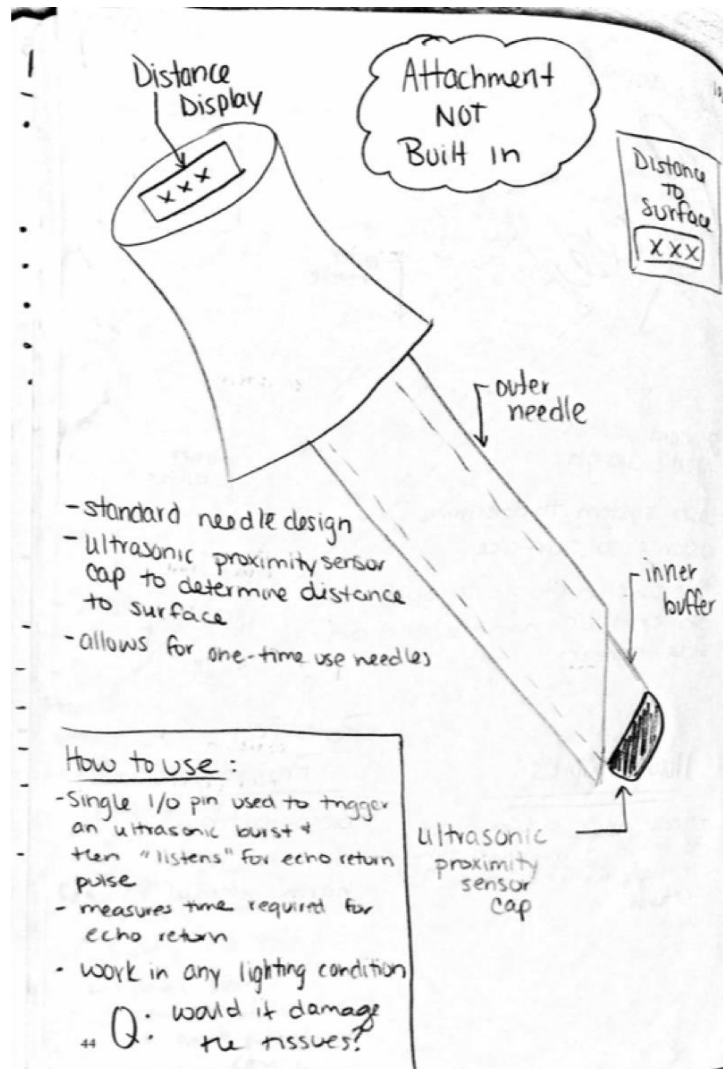 Distance
Display
xxx
Attachment
NOT
Built in
Distance
TO
Surface
XXX
outer
needle
- standard needle design
- ultrasonic proximity sensor
cap to determine distance
to surface
- allows for one-time use needles
inner
buffer
ultrasonic
proximity
sensor
cap
How to use:
- Single I/o pin used to trigger
an ultrasonic burst &
then "listens" for echo return
pulse
- measures time required for
echo return
- work in any lighting condition
Q: would it damage
the tissues?
44